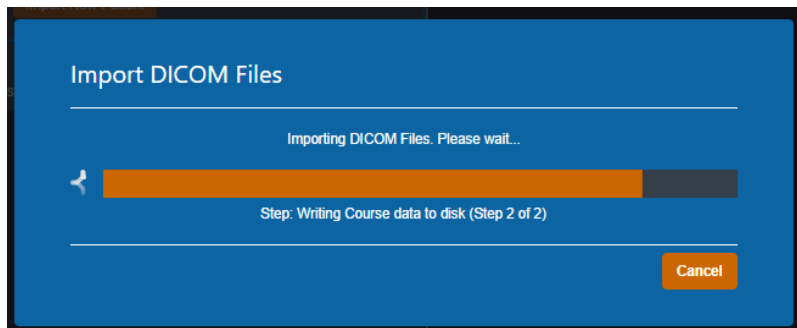 Import DICOM Files
Importing DICOM Files. Please wait...
Step: Writing Course data to disk (Step 2 of 2)
Cancel